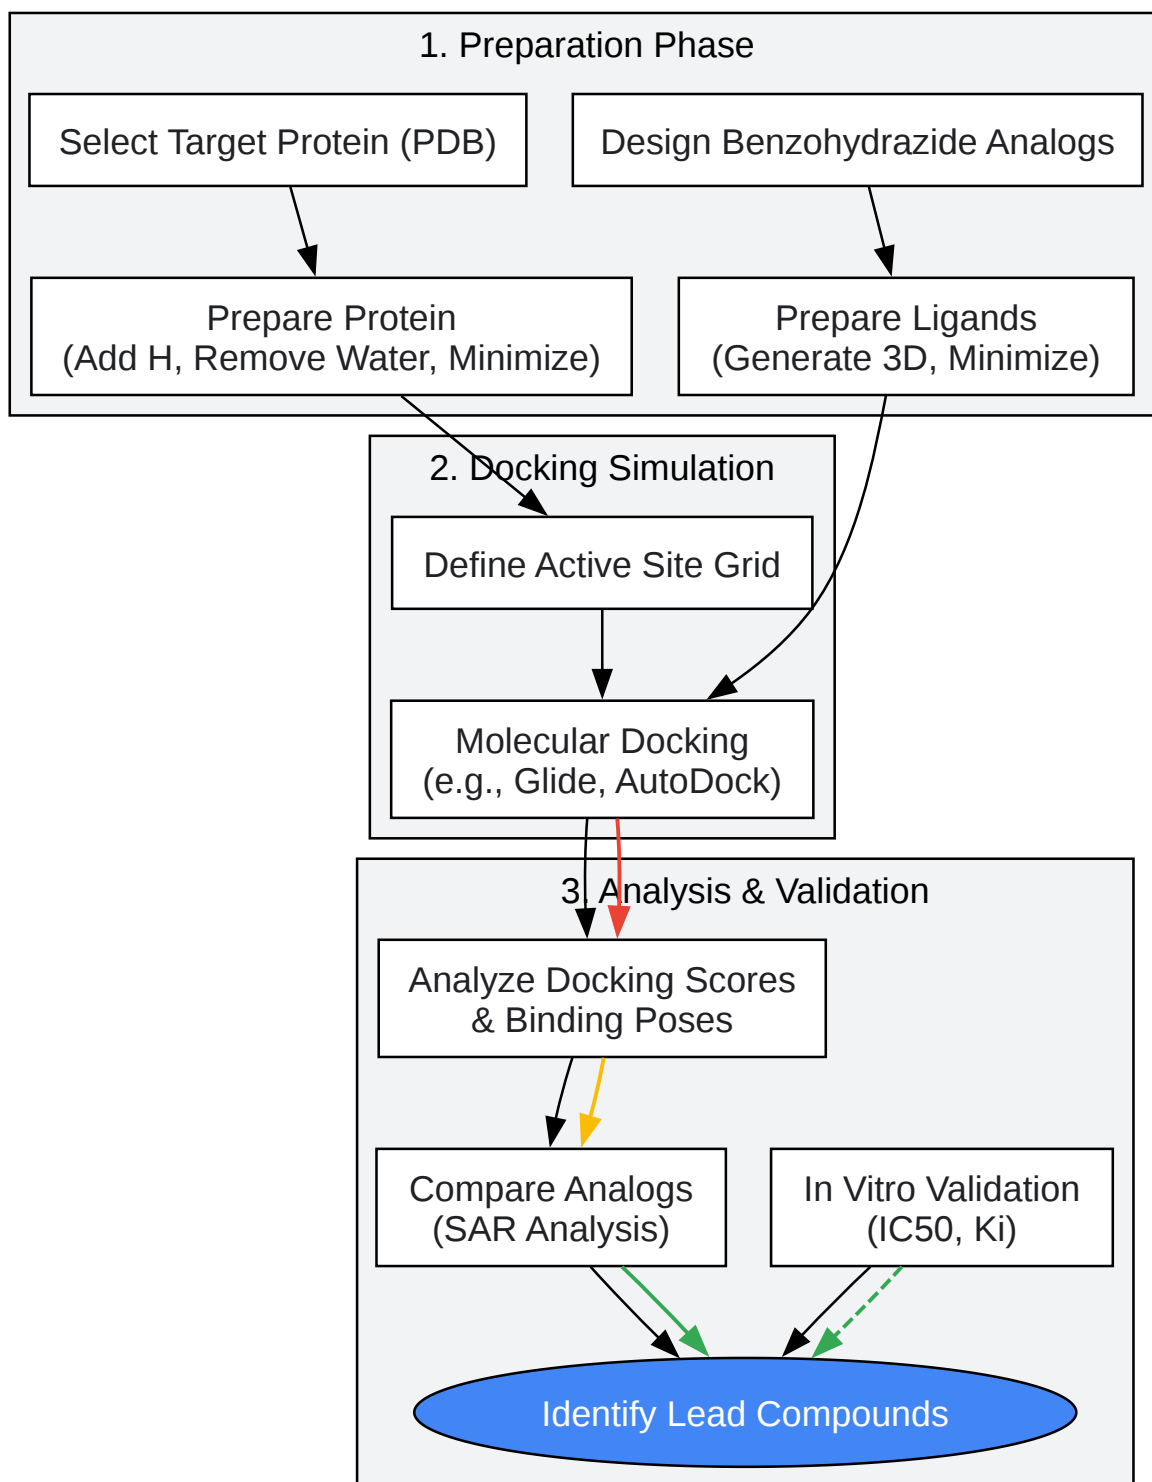 1. Preparation Phase
Select Target Protein (PDB)
Design Benzohydrazide Analogs
Prepare Protein
(Add H, Remove Water, Minimize)
Prepare Ligands
(Generate 3D, Minimize)
2. Docking Simulation
Define Active Site Grid
Molecular Docking
(e.g., Glide, AutoDock)
3. Analysis & Validation
Analyze Docking Scores
& Binding Poses
Compare Analogs
(SAR Analysis)
In Vitro Validation
(IC50, Ki)
Identify Lead Compounds